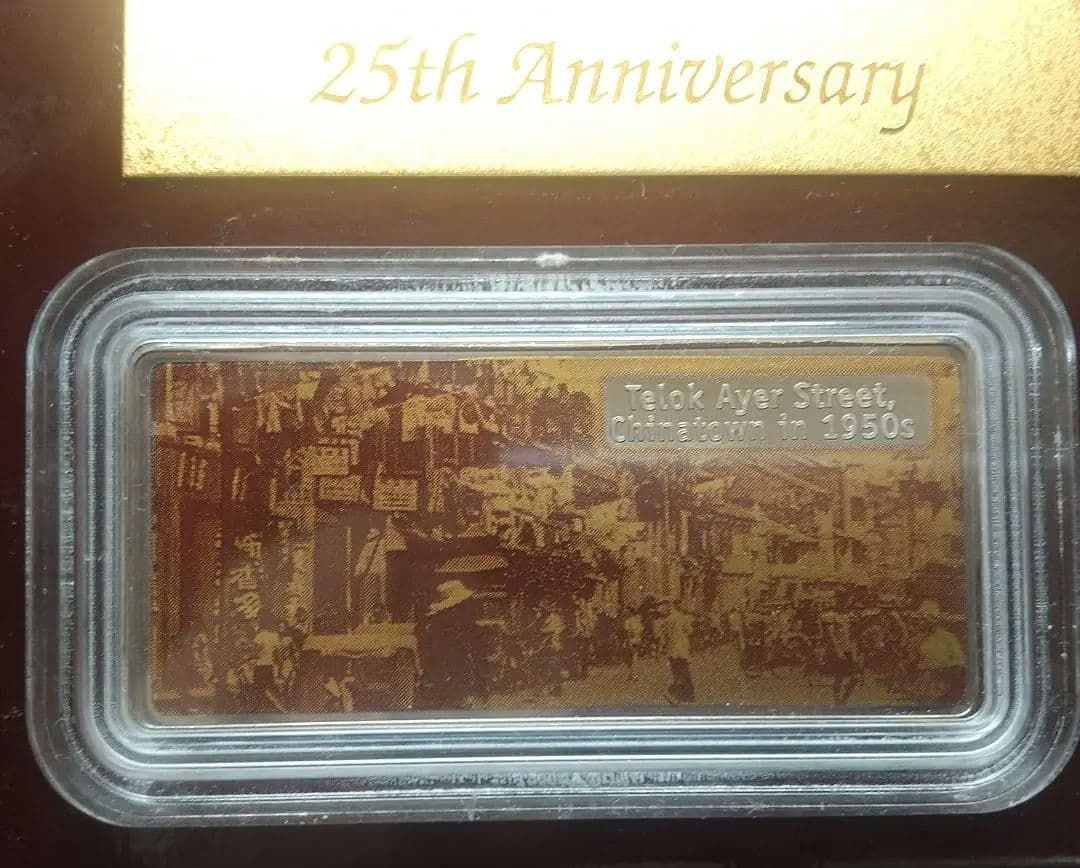 25th Anniversary
Telok Ayer Street,
Chinatown in 1950s